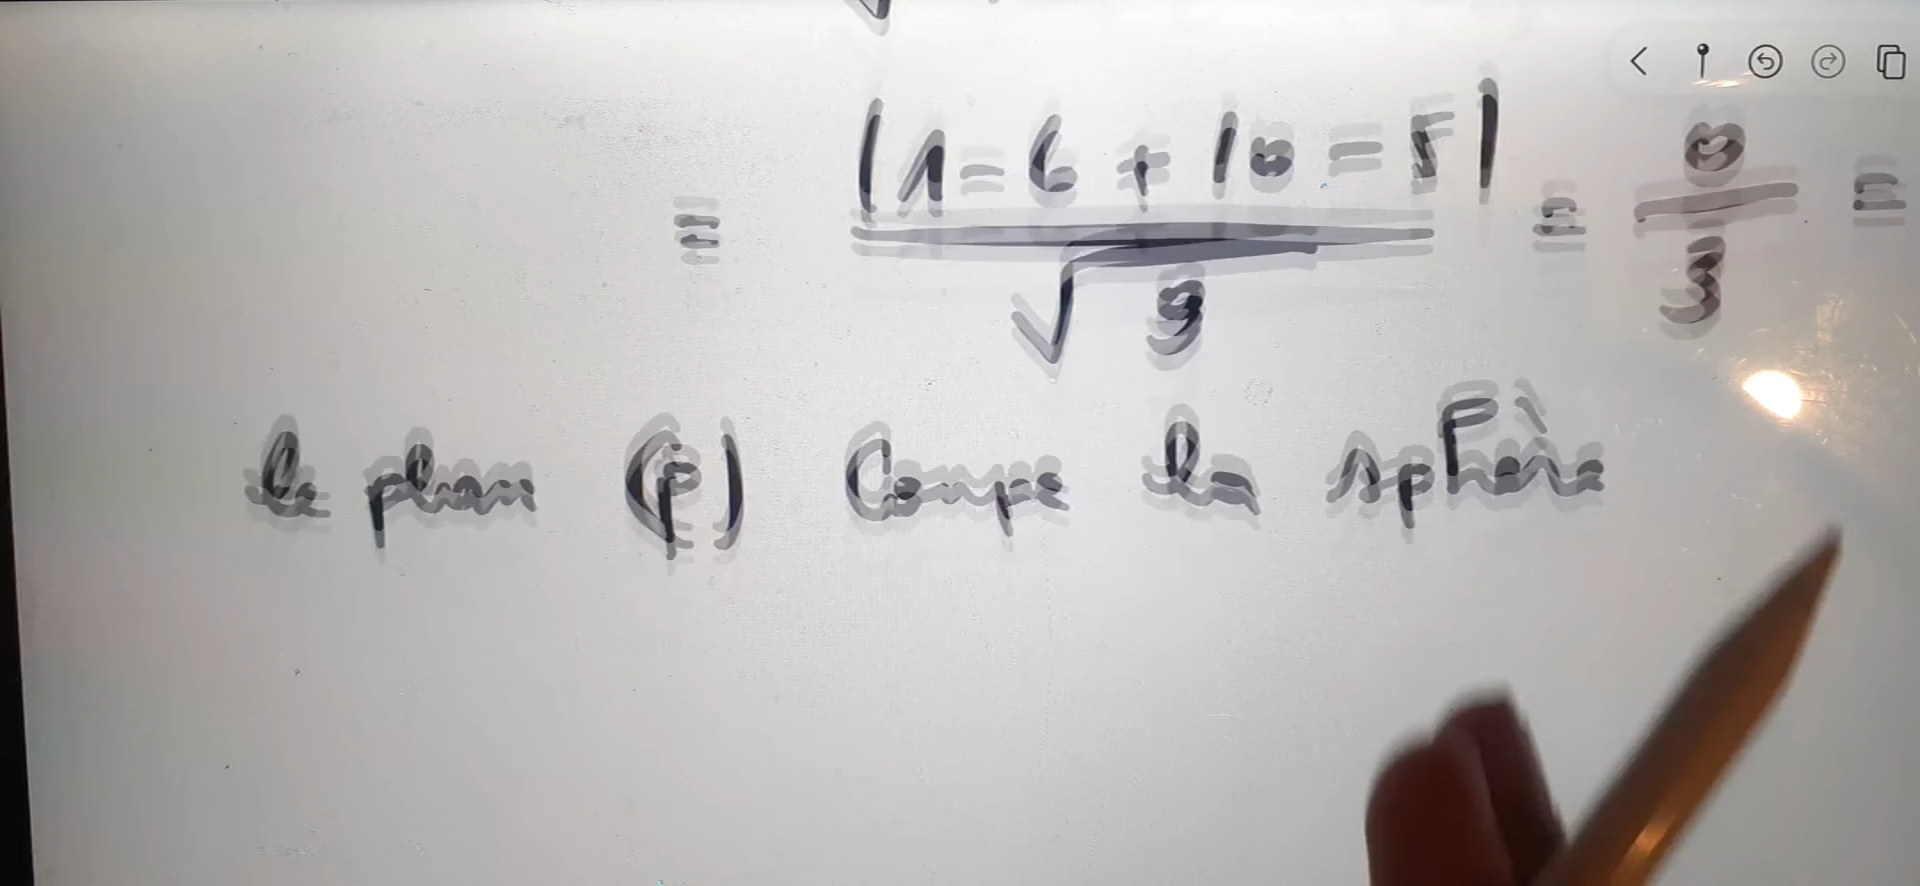 = |1 - 6 + 10 - 5| / √9 = 0/3 =
le plan (P) Coupe la sphère